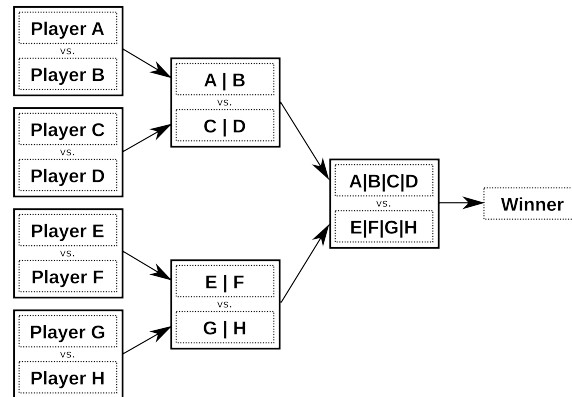 Player A
vs.
Player B
Player C
vs.
Player D
Player E
vs.
Player F
Player G
vs.
Player H
A | B
vs.
C | D
E | F
vs.
G | H
A|B|C|D
vs.
E|F|G|H
Winner